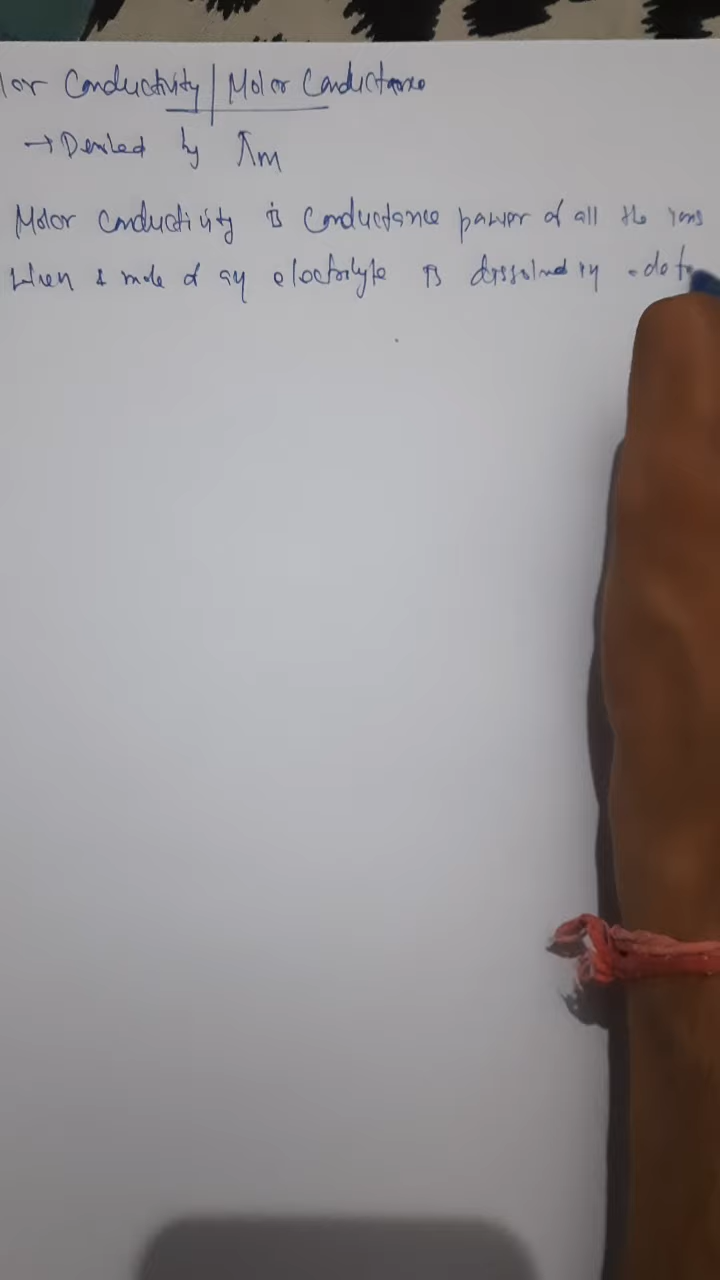 lar Conductivity | Molar Conductance
→ Denoted by Λm
Molar conductivity is conductance power of all the ions
When 1 mole of an electrolyte is dissolved in